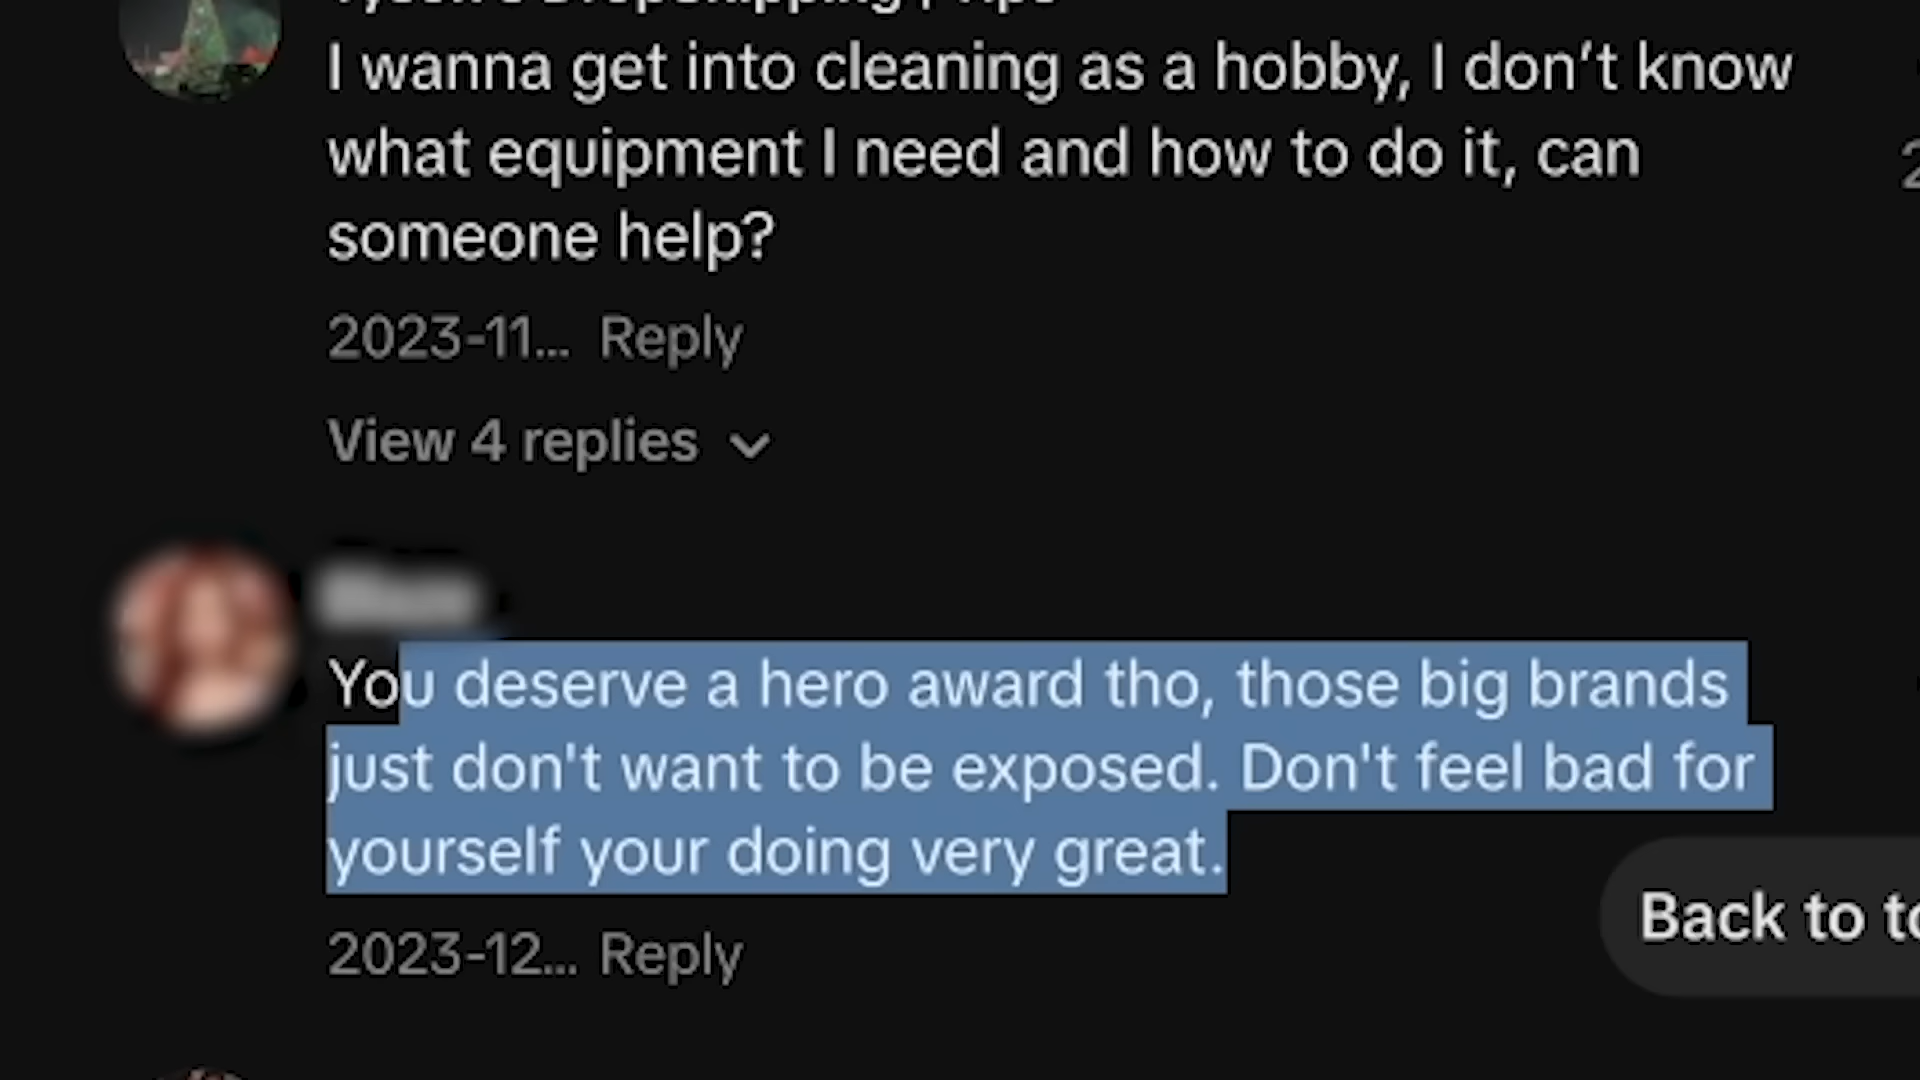 I wanna get into cleaning as a hobby, I don’t know
what equipment I need and how to do it, can
someone help?
2023-11... Reply
View 4 replies
You deserve a hero award tho, those big brands
just don't want to be exposed. Don't feel bad for
yourself your doing very great.
2023-12... Reply
Back to